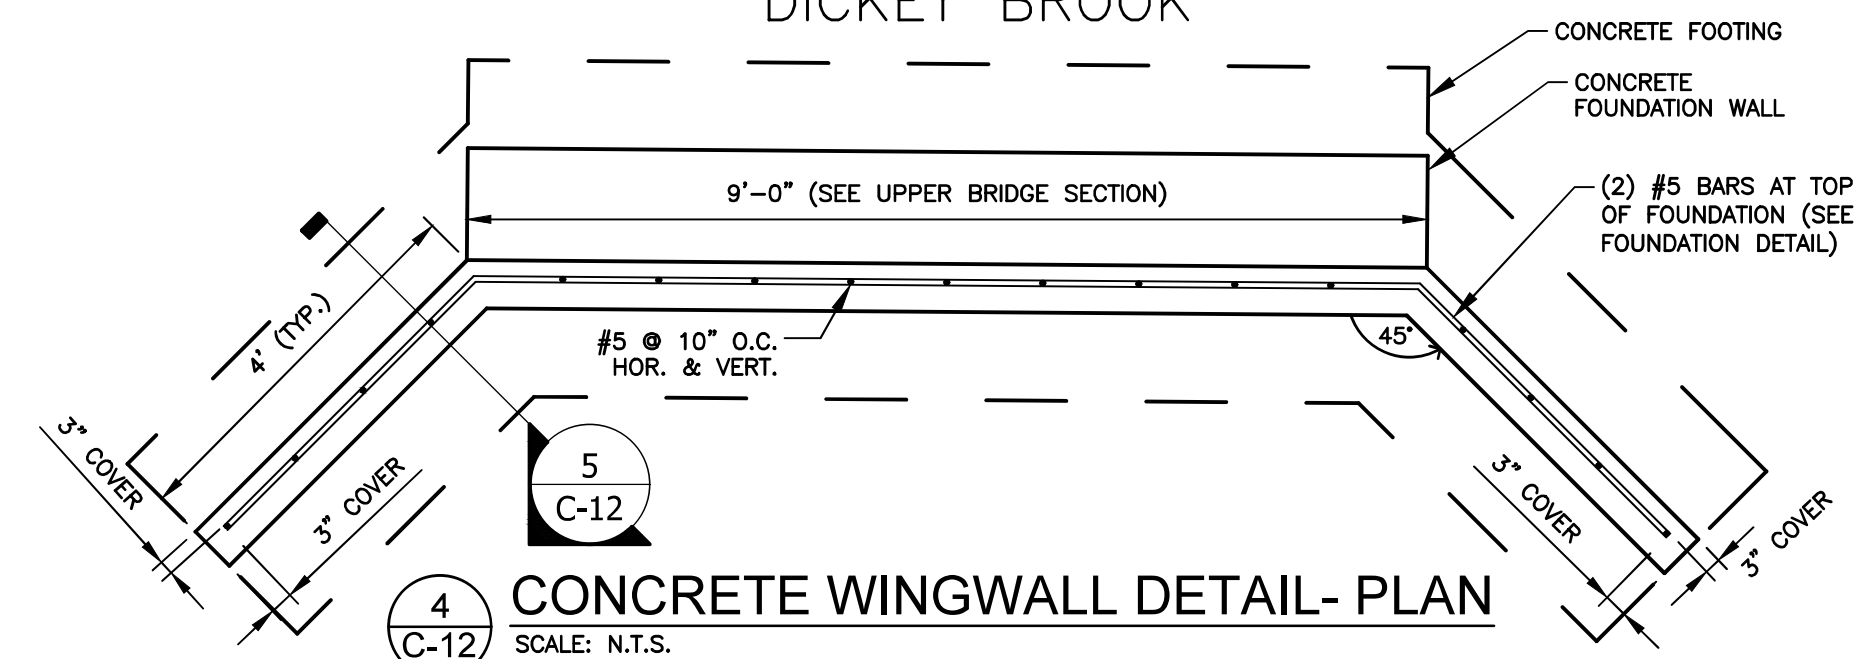 DICKEY BROOK
CONCRETE FOOTING
CONCRETE
FOUNDATION WALL
9'-0" (SEE UPPER BRIDGE SECTION)
(2) #5 BARS AT TOP
OF FOUNDATION (SEE
FOUNDATION DETAIL)
4' (TYP.)
#5 @ 10" O.C.
HOR. & VERT.
45°
3" COVER
3" COVER
5
C-12
3" COVER
3" COVER
4
C-12
CONCRETE WINGWALL DETAIL- PLAN
SCALE: N.T.S.